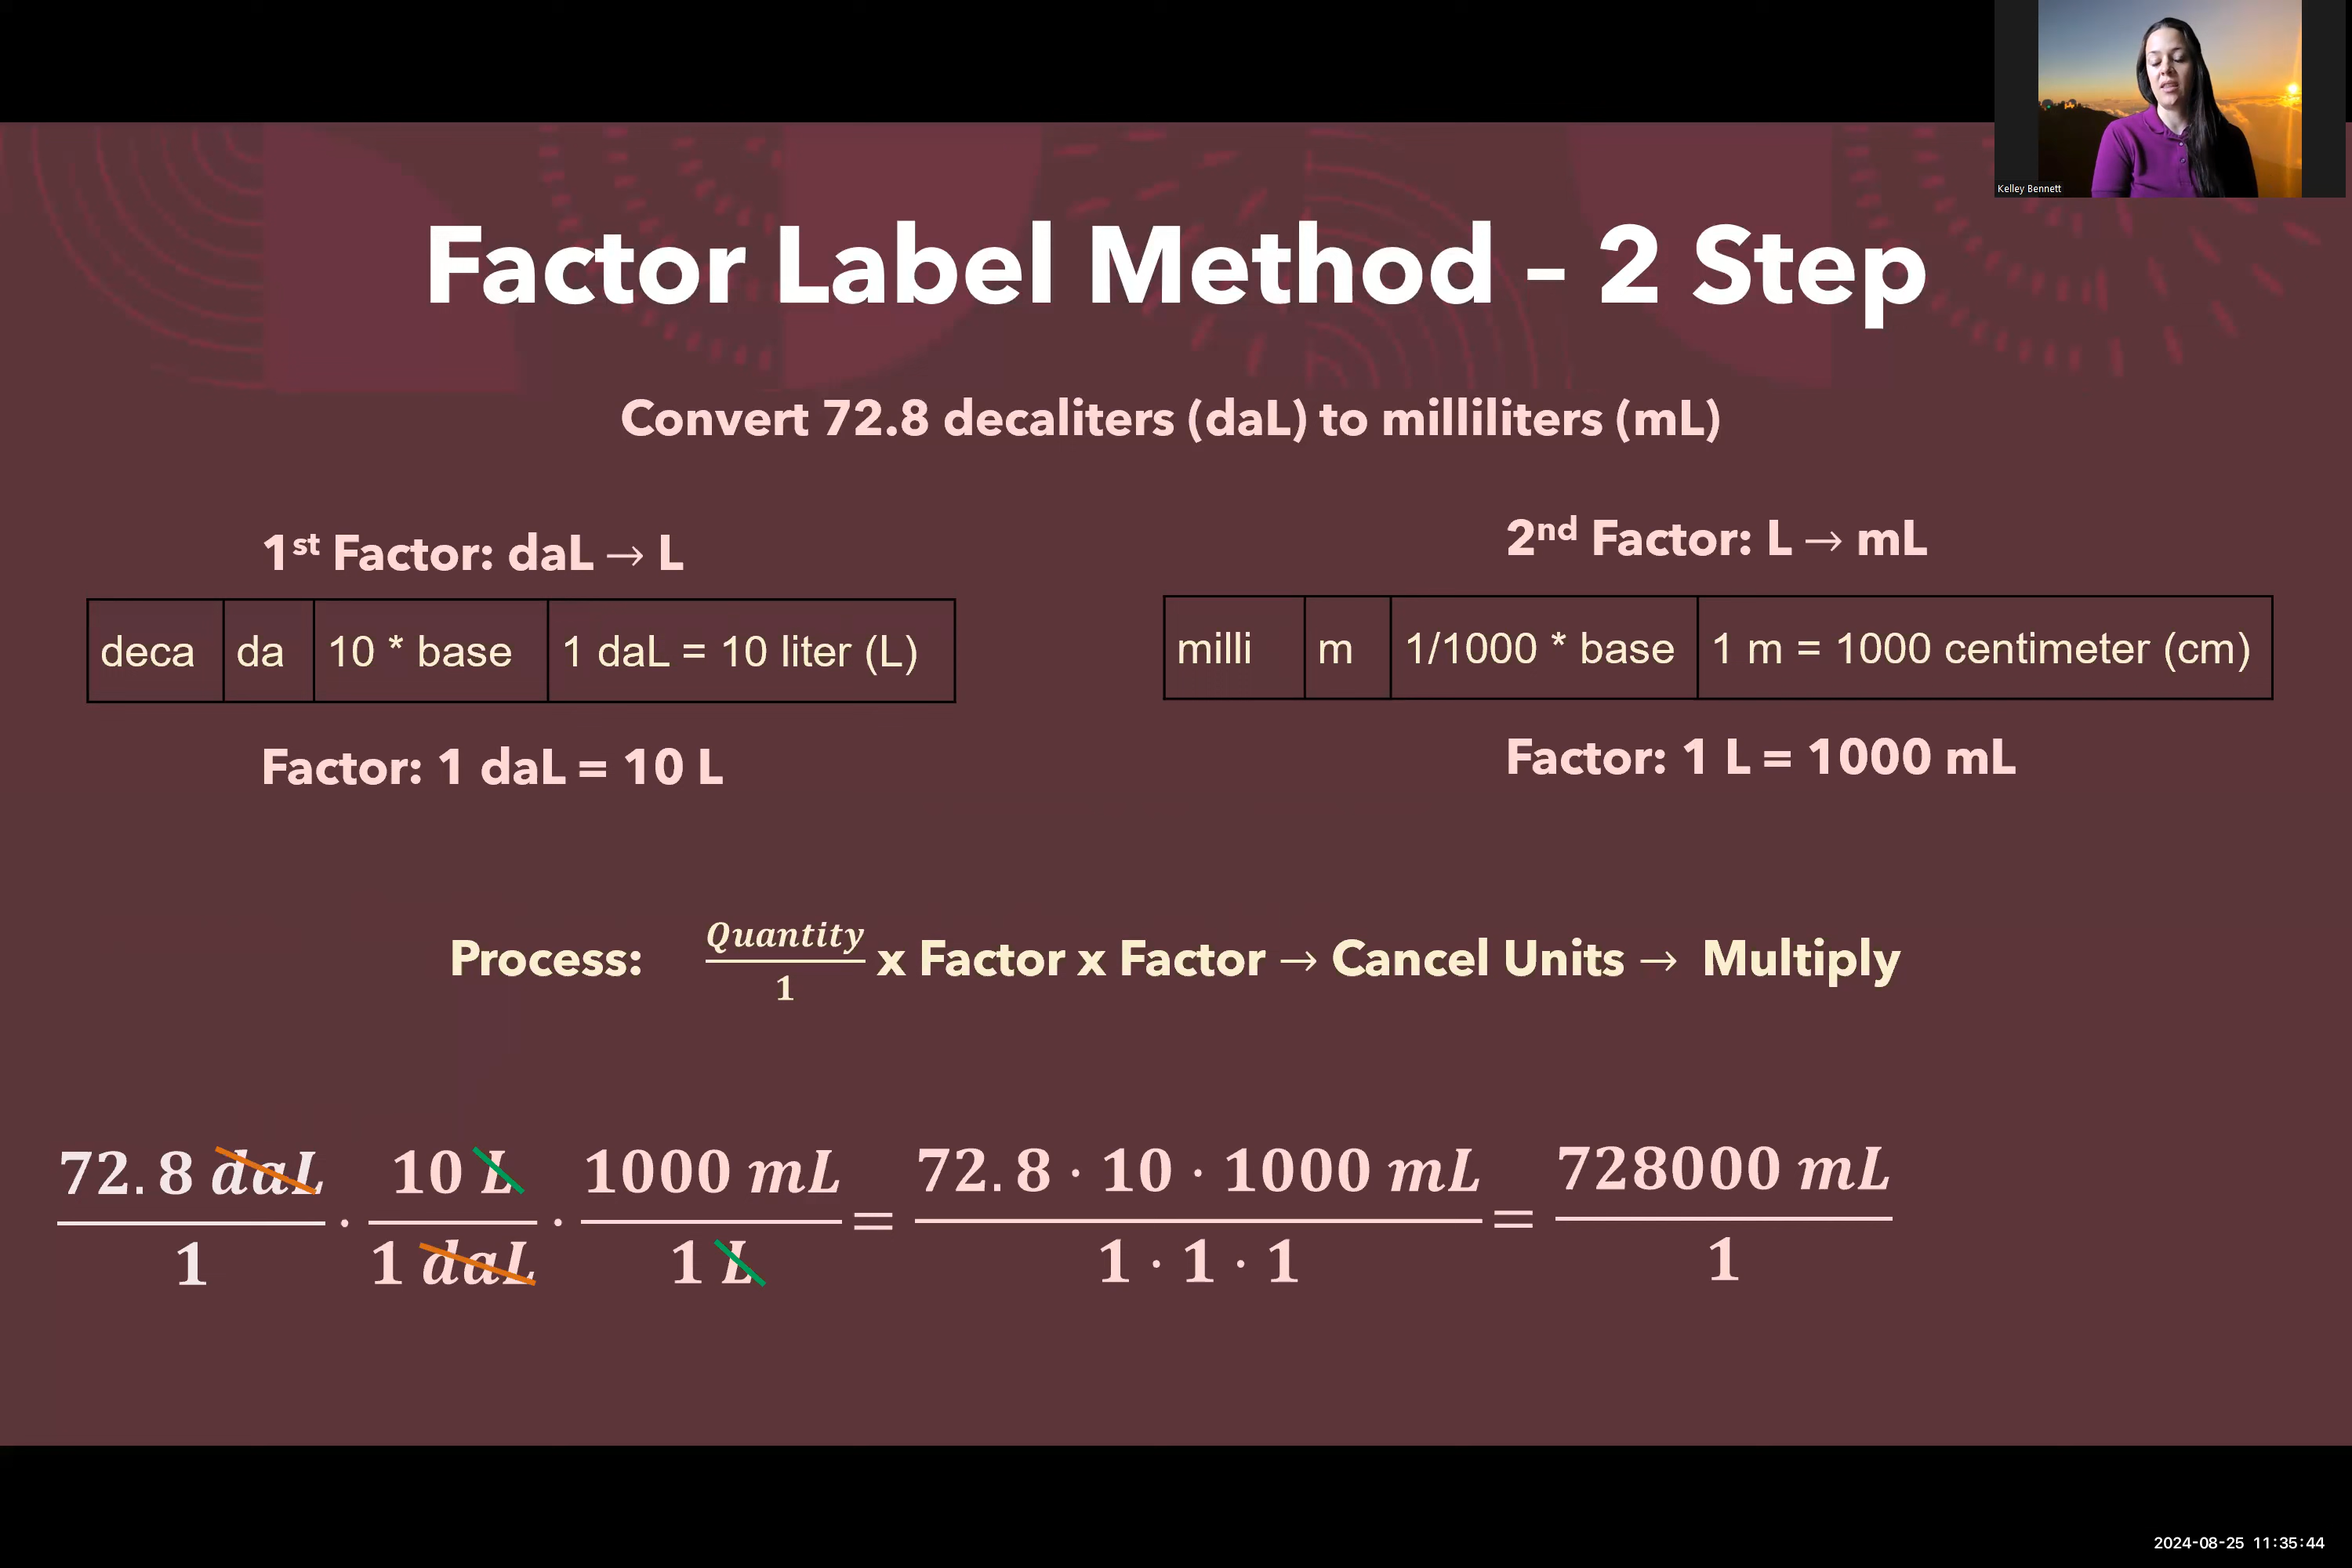 Kelley Bennett
Factor Label Method – 2 Step
Convert 72.8 decaliters (daL) to milliliters (mL)
1st Factor: daL → L
deca da 10 * base 1 daL = 10 liter (L)
Factor: 1 daL = 10 L
2nd Factor: L → mL
milli m 1/1000 * base 1 m = 1000 centimeter (cm)
Factor: 1 L = 1000 mL
Process: Quantity/1 x Factor x Factor → Cancel Units → Multiply
72.8 daL/1 · 10 L/1 daL · 1000 mL/1 L = 72.8 · 10 · 1000 mL/1 · 1 · 1 = 728000 mL/1
2024-08-25 11:35:44